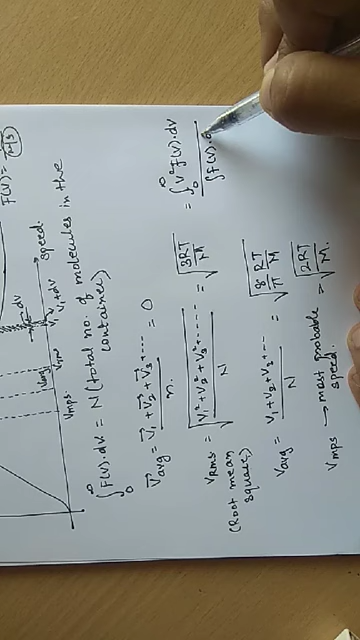 F(v) =
dv
speed.
v₁ v₁+dv
Vrms
Vavg
Vmps
∫₀^∞ F(v).dv = N (total no. of molecules in the
container)
v⃗avg = v⃗₁ + v⃗₂ + v⃗₃ + .... / n. = 0
VRMS = √(v₁² + v₂² + v₃² + ..... / N) = √(3RT/M) = ∫₀^∞ v² f(v).dv / ∫₀ f(v).
(Root mean
square)
Vavg = v₁ + v₂ + v₃ + ... / N = √(8/π RT/M)
Vmps → most probable = √(2RT/M.)
speed.